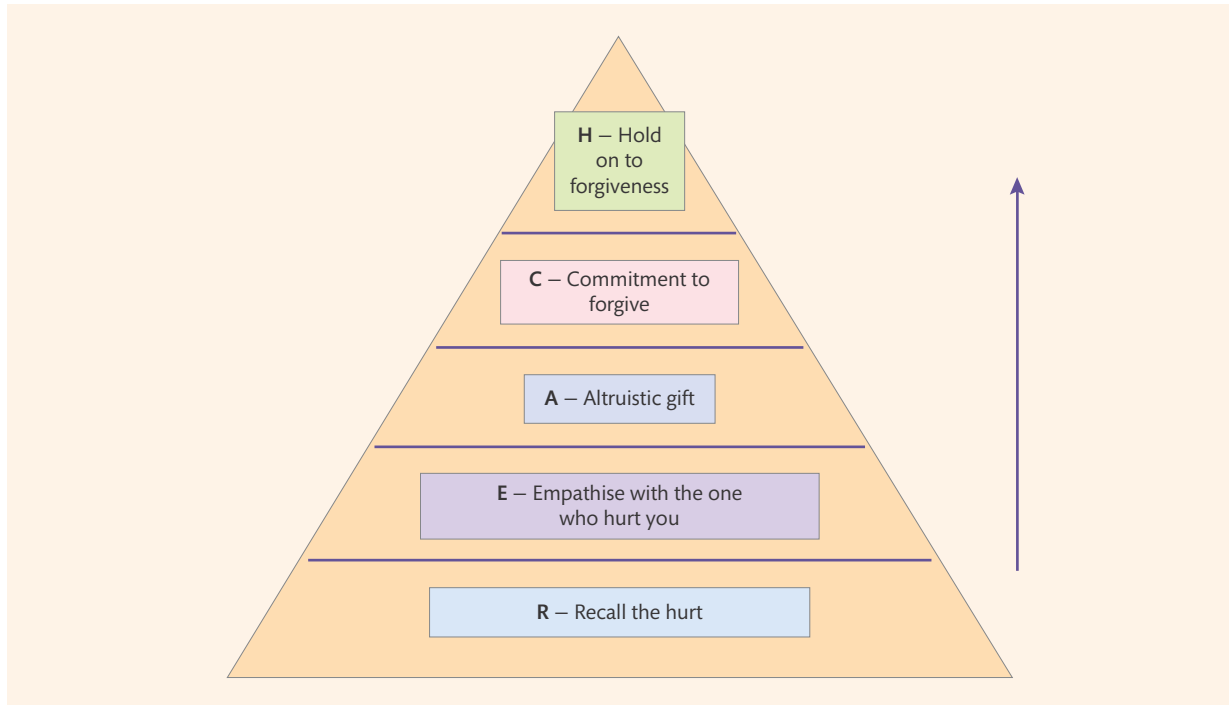 H – Hold
on to
forgiveness
C – Commitment to
forgive
A – Altruistic gift
E – Empathise with the one
who hurt you
R – Recall the hurt